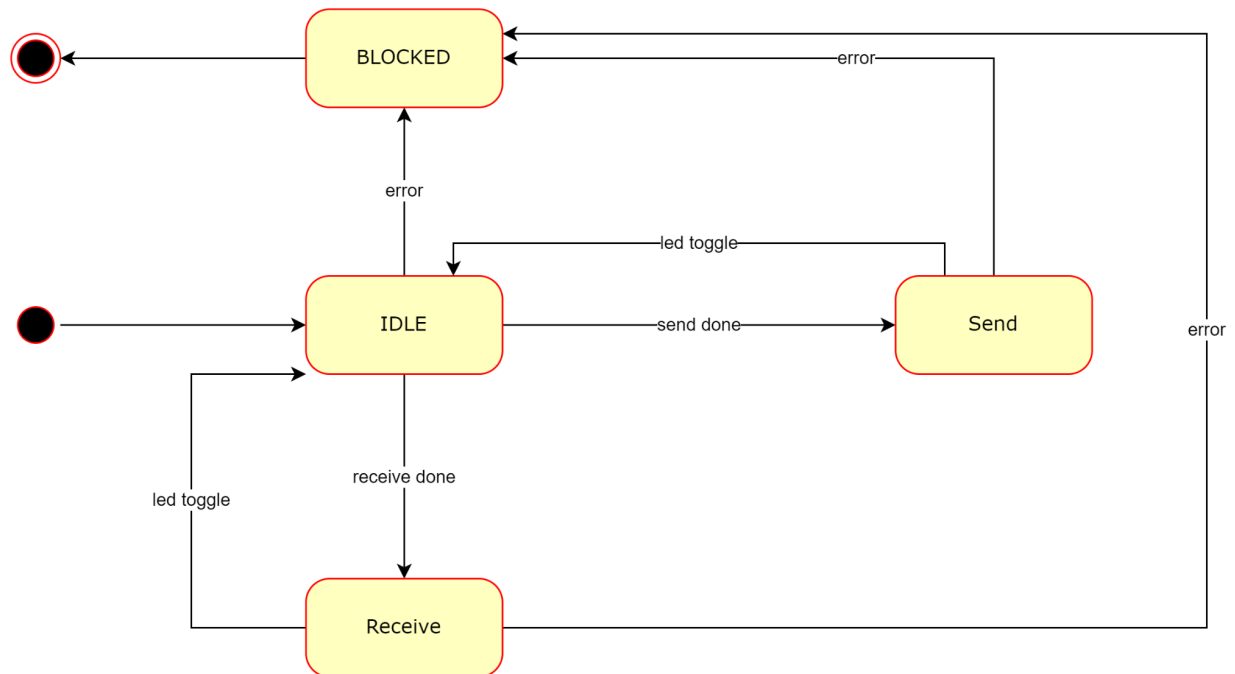 BLOCKED
error
error
led toggle
IDLE
send done
Send
error
receive done
led toggle
Receive